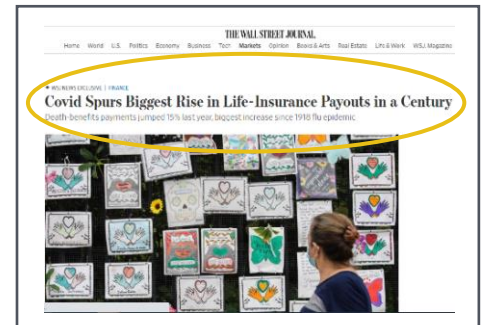 THE WALL STREET JOURNAL.
Home World U.S. Politics Economy Business Tech Markets Opinion Books & Arts Real Estate Life & Work WSJ. Magazine
WSJ NEWS EXCLUSIVE | FINANCE
Covid Spurs Biggest Rise in Life-Insurance Payouts in a Century
Death-benefits payments jumped 15% last year, biggest increase since 1918 flu epidemic